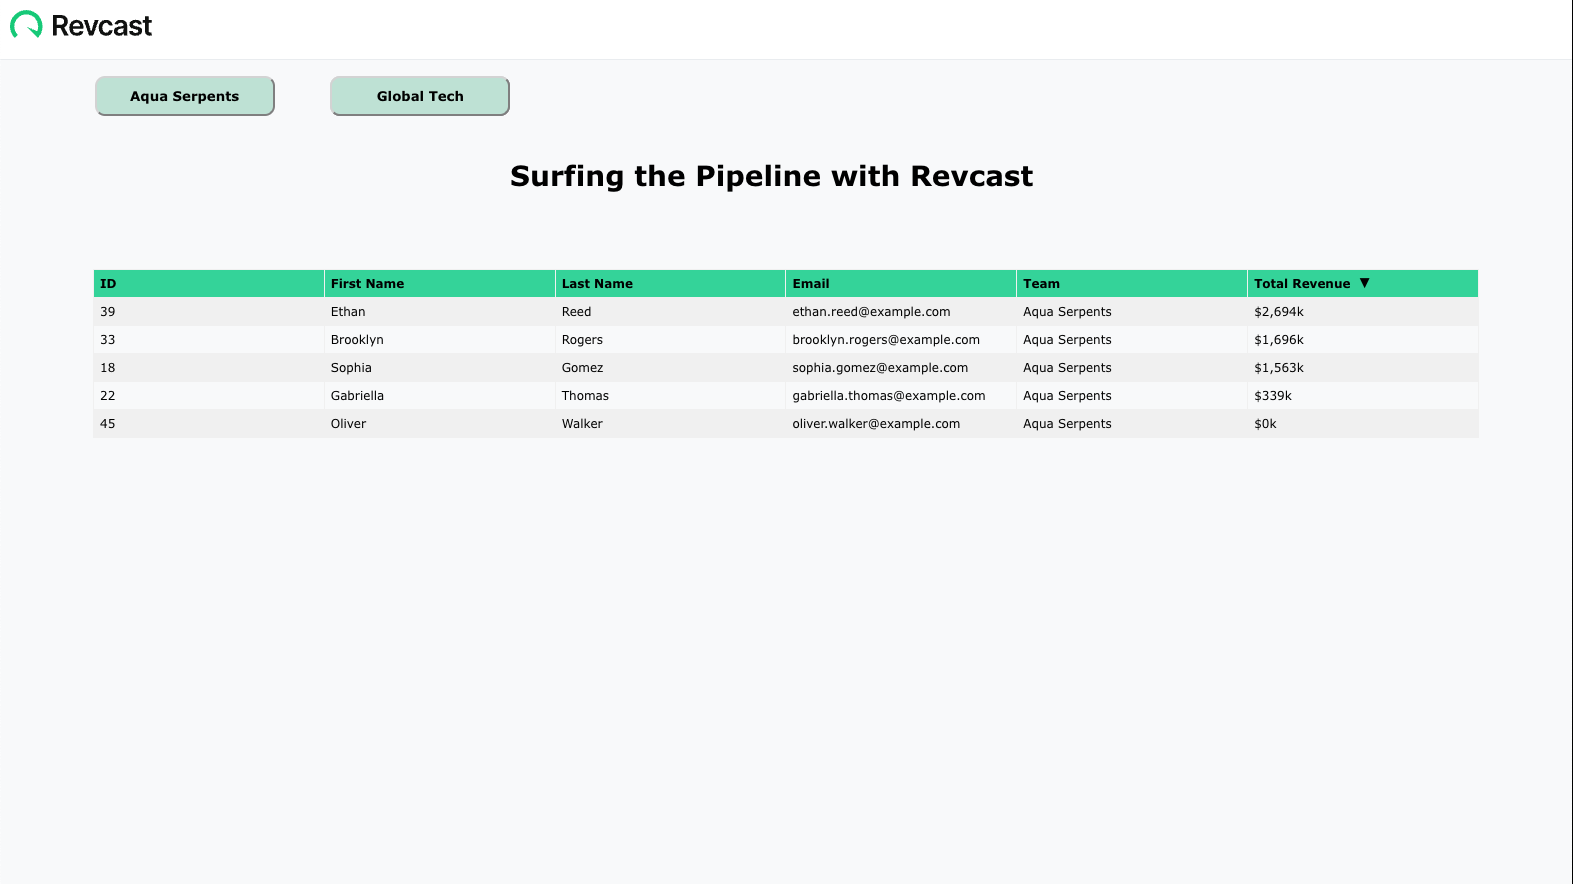 Revcast
Aqua Serpents Global Tech
Surfing the Pipeline with Revcast
ID First Name Last Name Email Team Total Revenue ▼
39 Ethan Reed ethan.reed@example.com Aqua Serpents $2,694k
33 Brooklyn Rogers brooklyn.rogers@example.com Aqua Serpents $1,696k
18 Sophia Gomez sophia.gomez@example.com Aqua Serpents $1,563k
22 Gabriella Thomas gabriella.thomas@example.com Aqua Serpents $339k
45 Oliver Walker oliver.walker@example.com Aqua Serpents $0k